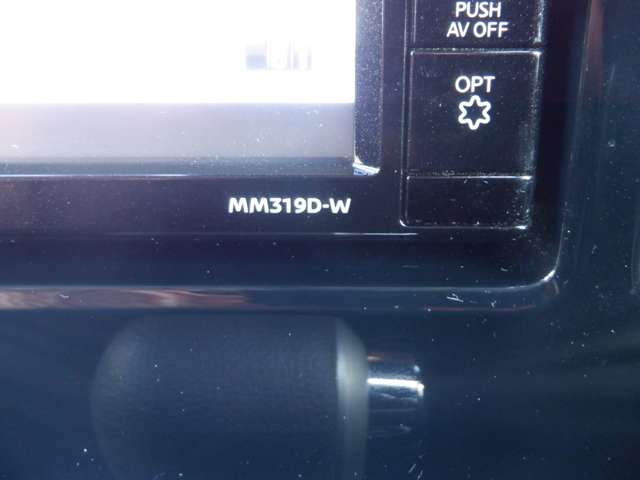 PUSH
AV OFF
OPT
MM319D-W